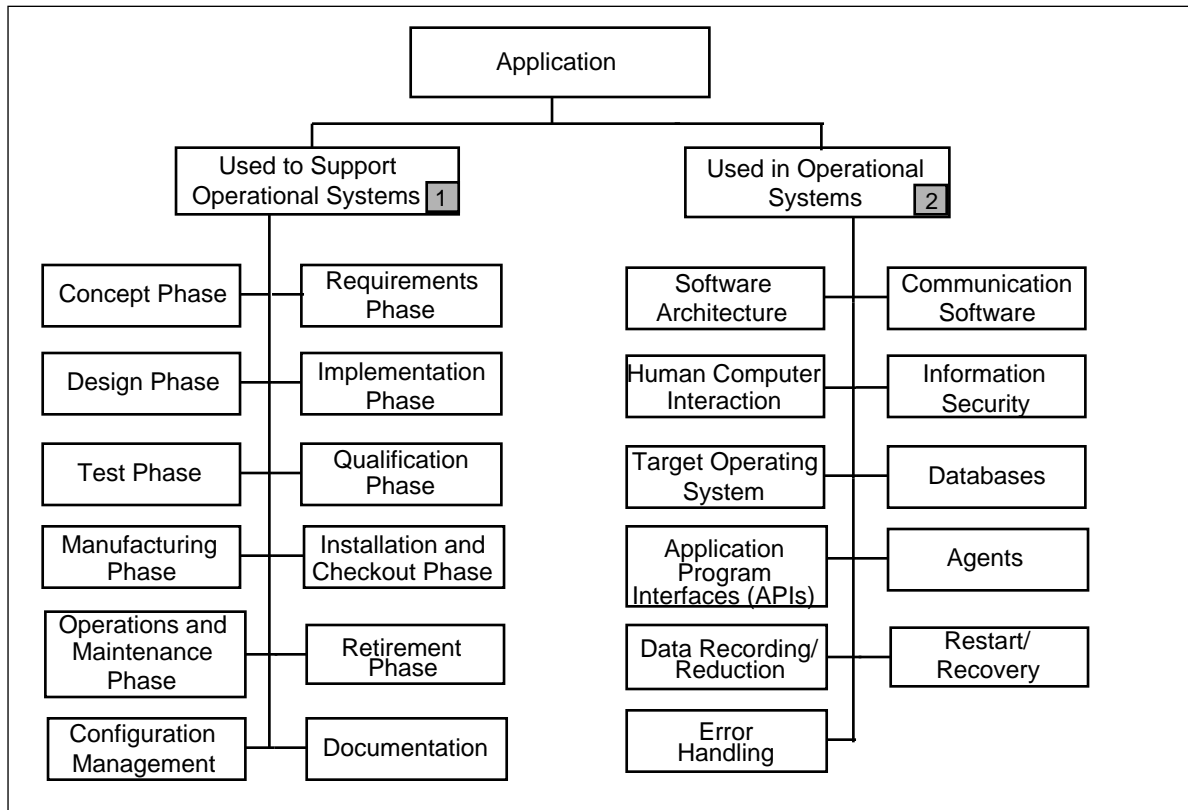 Application
Used to Support
Operational Systems
1
Used in Operational
Systems
2
Concept Phase
Requirements
Phase
Design Phase
Implementation
Phase
Test Phase
Qualification
Phase
Manufacturing
Phase
Installation and
Checkout Phase
Operations and
Maintenance
Phase
Retirement
Phase
Configuration
Management
Documentation
Software
Architecture
Communication
Software
Human Computer
Interaction
Information
Security
Target Operating
System
Databases
Application
Program
Interfaces (APIs)
Agents
Data Recording/
Reduction
Restart/
Recovery
Error
Handling